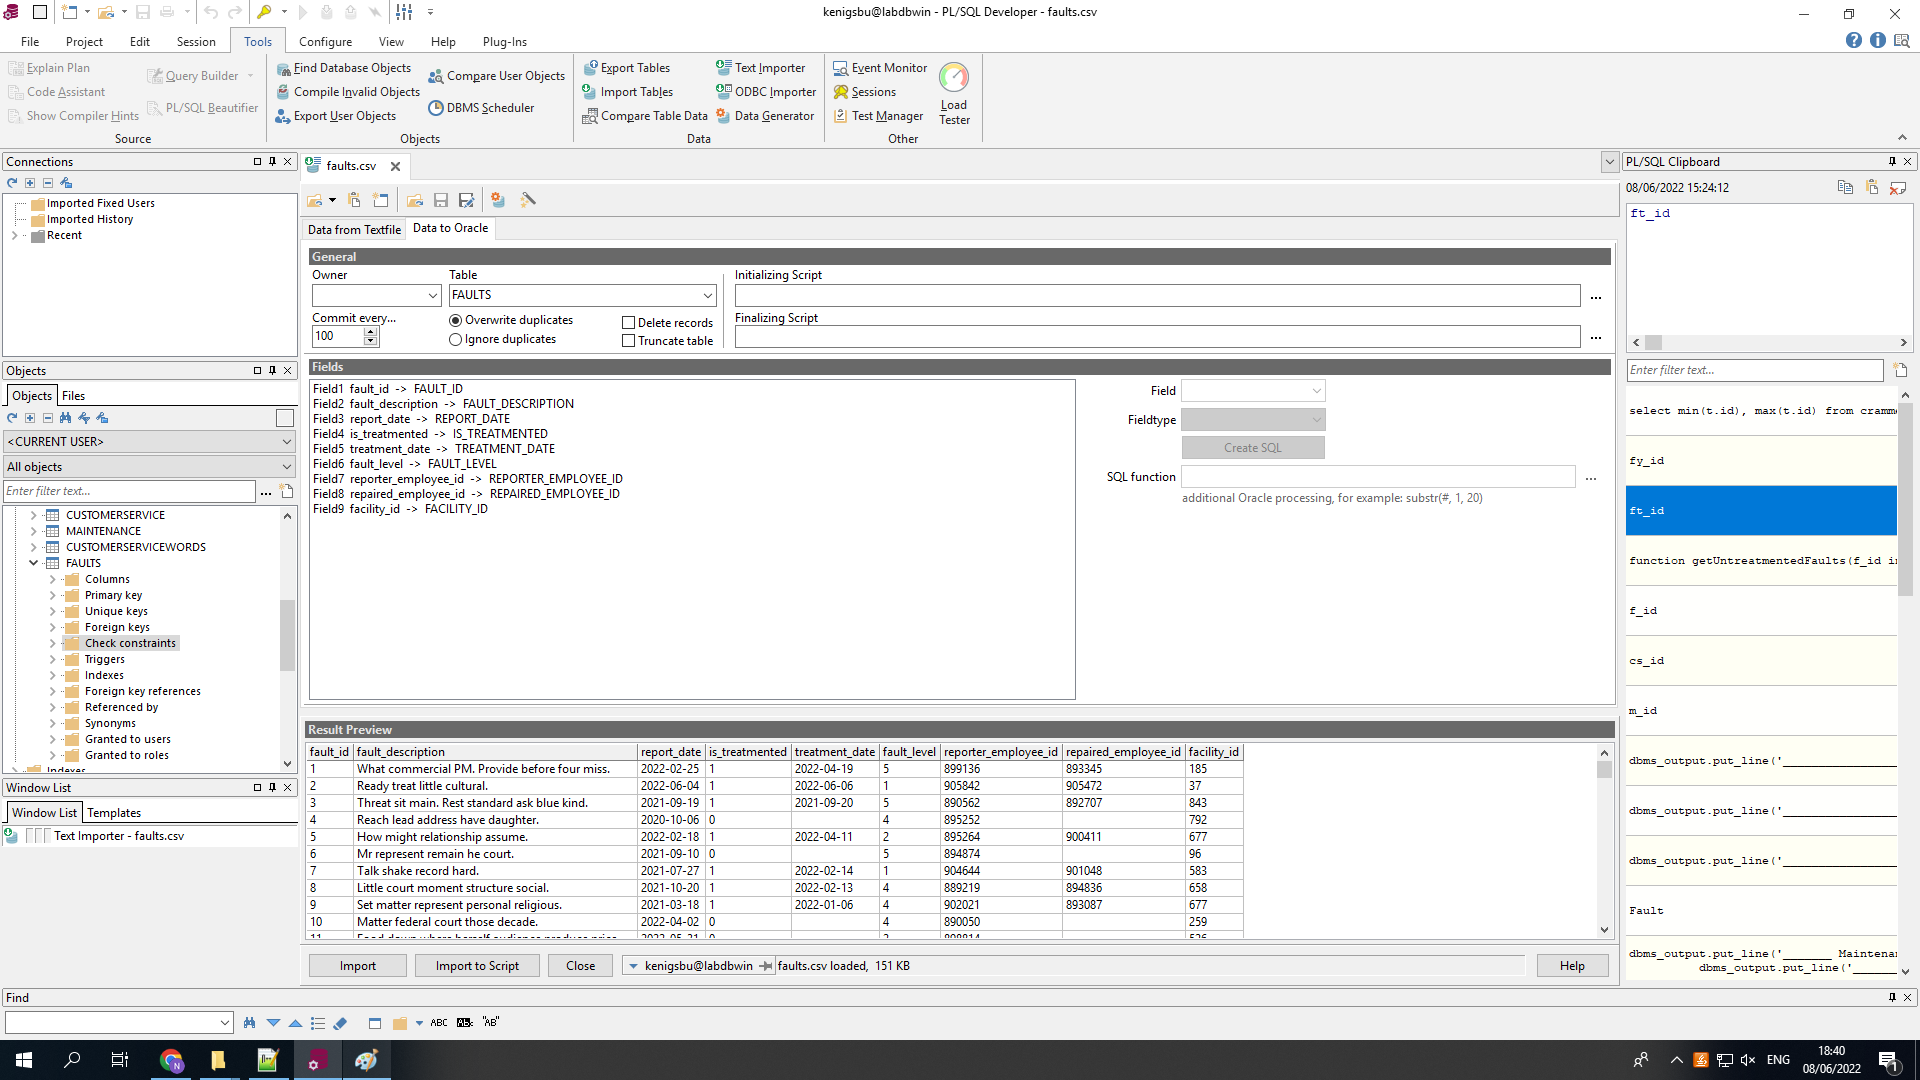 kenigsbu@labdbwin - PL/SQL Developer - faults.csv
File Project Edit Session Tools Configure View Help Plug-Ins
Explain Plan
Code Assistant
Show Compiler Hints
Query Builder
PL/SQL Beautifier
Source
Find Database Objects
Compile Invalid Objects
Export User Objects
Compare User Objects
DBMS Scheduler
Objects
Export Tables
Import Tables
Compare Table Data
Text Importer
ODBC Importer
Data Generator
Data
Event Monitor
Sessions
Test Manager
Load
Tester
Other
Connections
Imported Fixed Users
Imported History
Recent
Objects
Objects Files
<CURRENT USER>
All objects
Enter filter text...
CUSTOMERSERVICE
MAINTENANCE
CUSTOMERSERVICEWORDS
FAULTS
Columns
Primary key
Unique keys
Foreign keys
Check constraints
Triggers
Indexes
Foreign key references
Referenced by
Synonyms
Granted to users
Granted to roles
Indexes
Window List
Window List Templates
Text Importer - faults.csv
faults.csv
Data from Textfile Data to Oracle
General
Owner Table Initializing Script
FAULTS
Commit every...
100
Overwrite duplicates
Ignore duplicates
Delete records
Truncate table
Finalizing Script
Fields
Field1 fault_id -> FAULT_ID
Field2 fault_description -> FAULT_DESCRIPTION
Field3 report_date -> REPORT_DATE
Field4 is_treatmented -> IS_TREATMENTED
Field5 treatment_date -> TREATMENT_DATE
Field6 fault_level -> FAULT_LEVEL
Field7 reporter_employee_id -> REPORTER_EMPLOYEE_ID
Field8 repaired_employee_id -> REPAIRED_EMPLOYEE_ID
Field9 facility_id -> FACILITY_ID
Field
Fieldtype
Create SQL
SQL function
additional Oracle processing, for example: substr(#, 1, 20)
Result Preview
fault_id fault_description report_date is_treatmented treatment_date fault_level reporter_employee_id repaired_employee_id facility_id
1 What commercial PM. Provide before four miss. 2022-02-25 1 2022-04-19 5 899136 893345 185
2 Ready treat little cultural. 2022-06-04 1 2022-06-06 1 905842 905472 37
3 Threat sit main. Rest standard ask blue kind. 2021-09-19 1 2021-09-20 5 890562 892707 843
4 Reach lead address have daughter. 2020-10-06 0 4 895252 792
5 How might relationship assume. 2022-02-18 1 2022-04-11 2 895264 900411 677
6 Mr represent remain he court. 2021-09-10 0 5 894874 96
7 Talk shake record hard. 2021-07-27 1 2022-02-14 1 904644 901048 583
8 Little court moment structure social. 2021-10-20 1 2022-02-13 4 889219 894836 658
9 Set matter represent personal religious. 2021-03-18 1 2022-01-06 4 902021 893087 677
10 Matter federal court those decade. 2022-04-02 0 4 890050 259
Import Import to Script Close kenigsbu@labdbwin faults.csv loaded, 151 KB Help
PL/SQL Clipboard
08/06/2022 15:24:12
ft_id
Enter filter text...
select min(t.id), max(t.id) from cramm
fy_id
ft_id
function getUntreatmentedFaults(f_id i
f_id
cs_id
m_id
dbms_output.put_line('__________________
dbms_output.put_line('__________________
dbms_output.put_line('__________________
Fault
dbms_output.put_line('_______ Maintena
dbms_output.put_line('_______
Find
ABC "AB"
ENG
18:40
08/06/2022
1